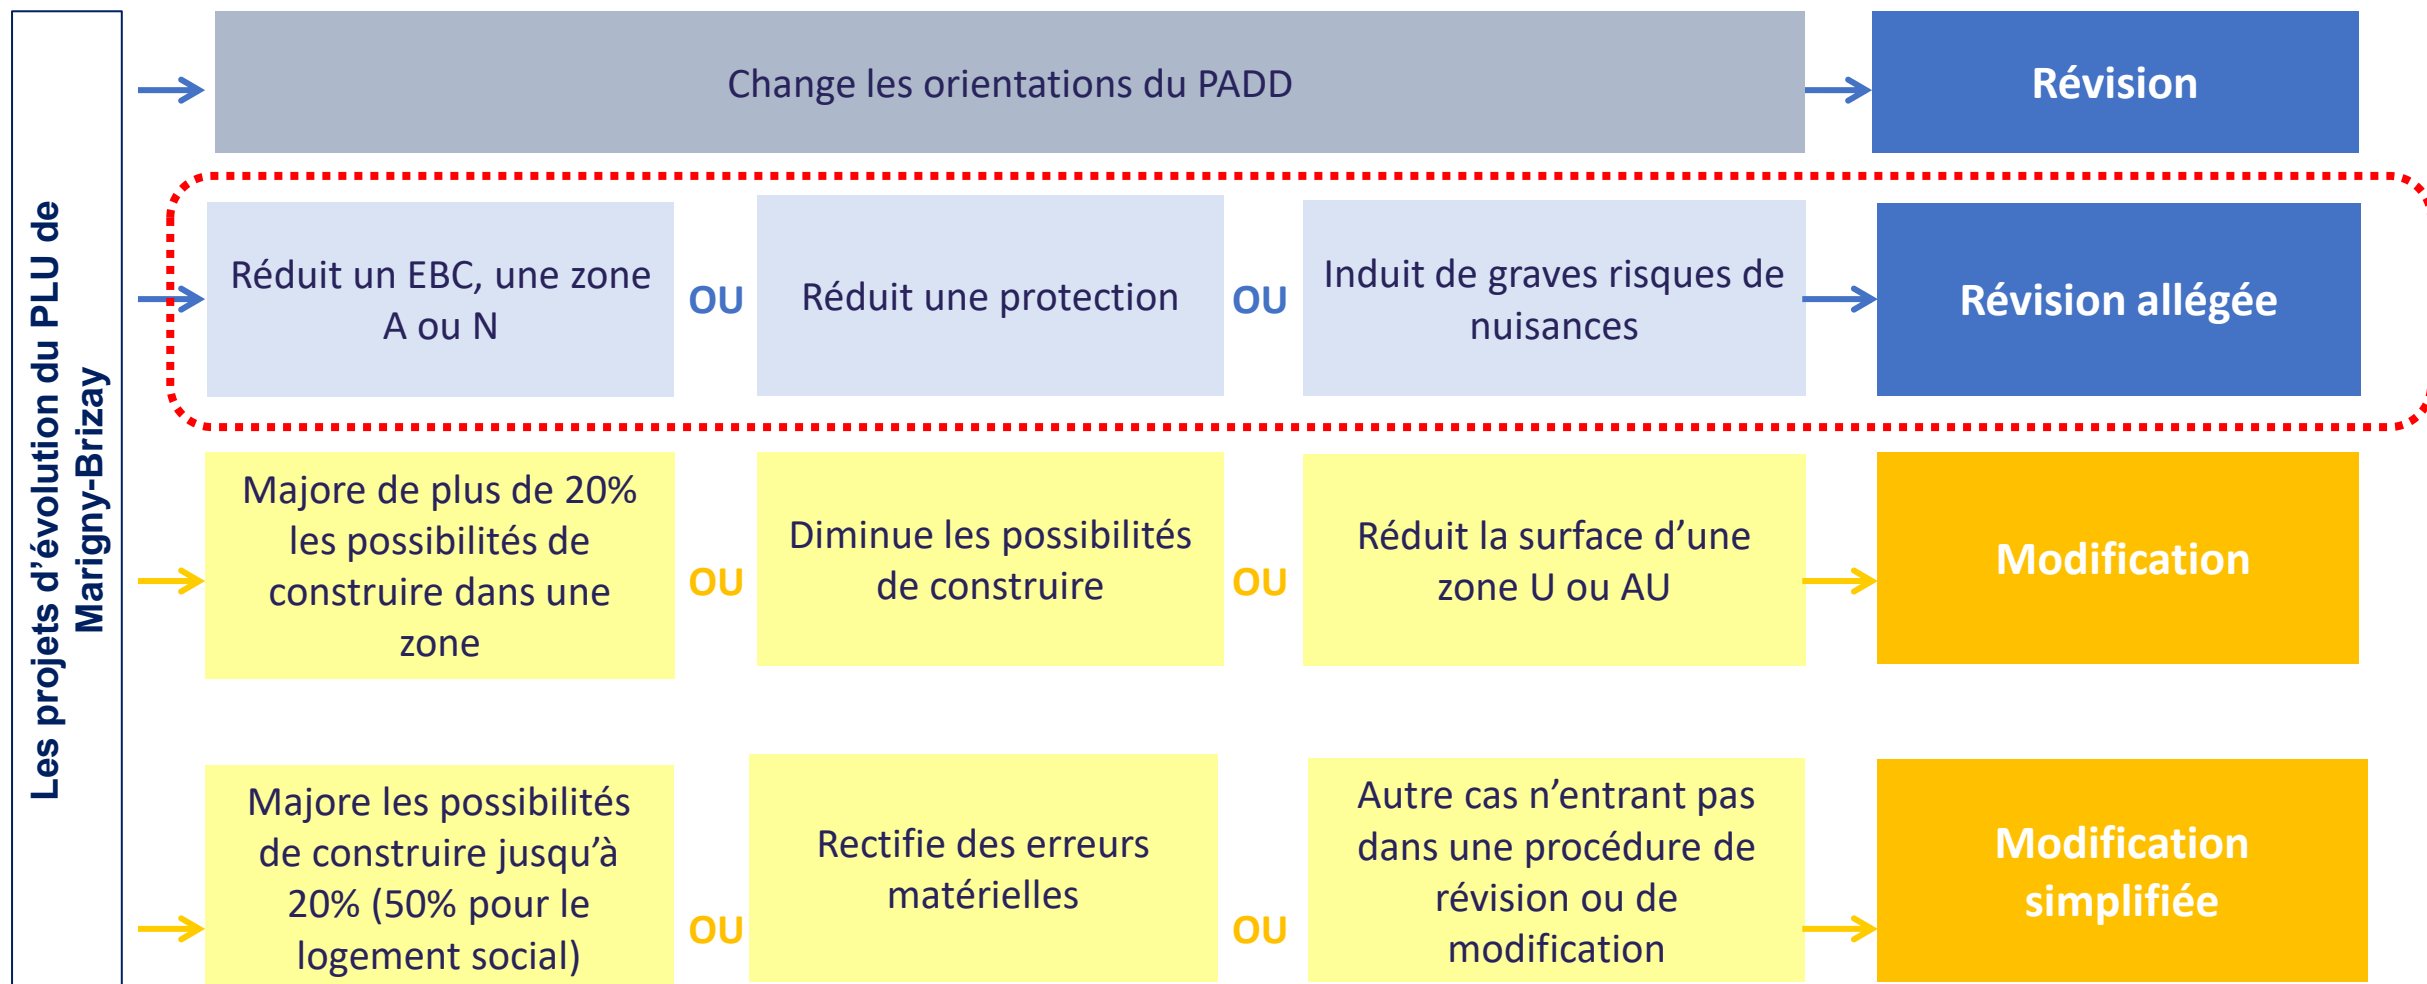 Les projets d’évolution du PLU de
Marigny-Brizay
Change les orientations du PADD
Révision
Réduit un EBC, une zone
A ou N
OU
Réduit une protection
OU
Induit de graves risques de
nuisances
Révision allégée
Majore de plus de 20%
les possibilités de
construire dans une
zone
OU
Diminue les possibilités
de construire
OU
Réduit la surface d’une
zone U ou AU
Modification
Majore les possibilités
de construire jusqu’à
20% (50% pour le
logement social)
OU
Rectifie des erreurs
matérielles
OU
Autre cas n’entrant pas
dans une procédure de
révision ou de
modification
Modification
simplifiée